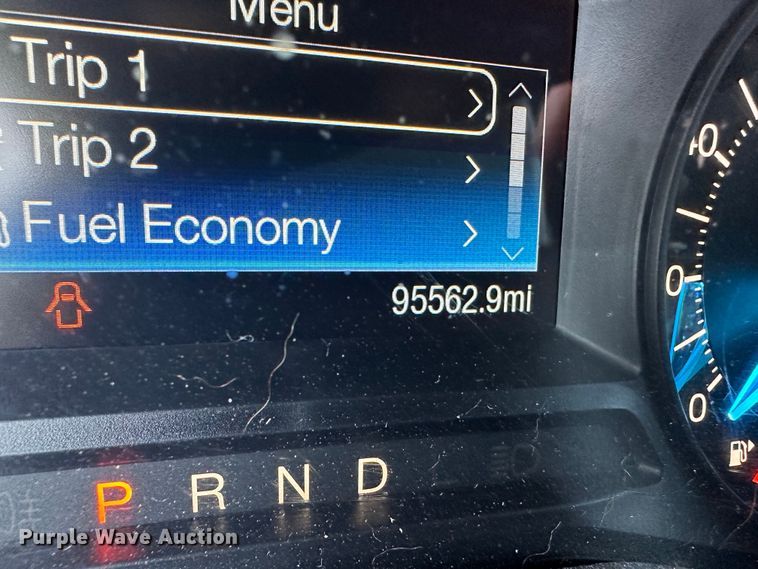 Menu
Trip 1
Trip 2
Fuel Economy
95562.9mi
P R N D
Purple Wave Auction